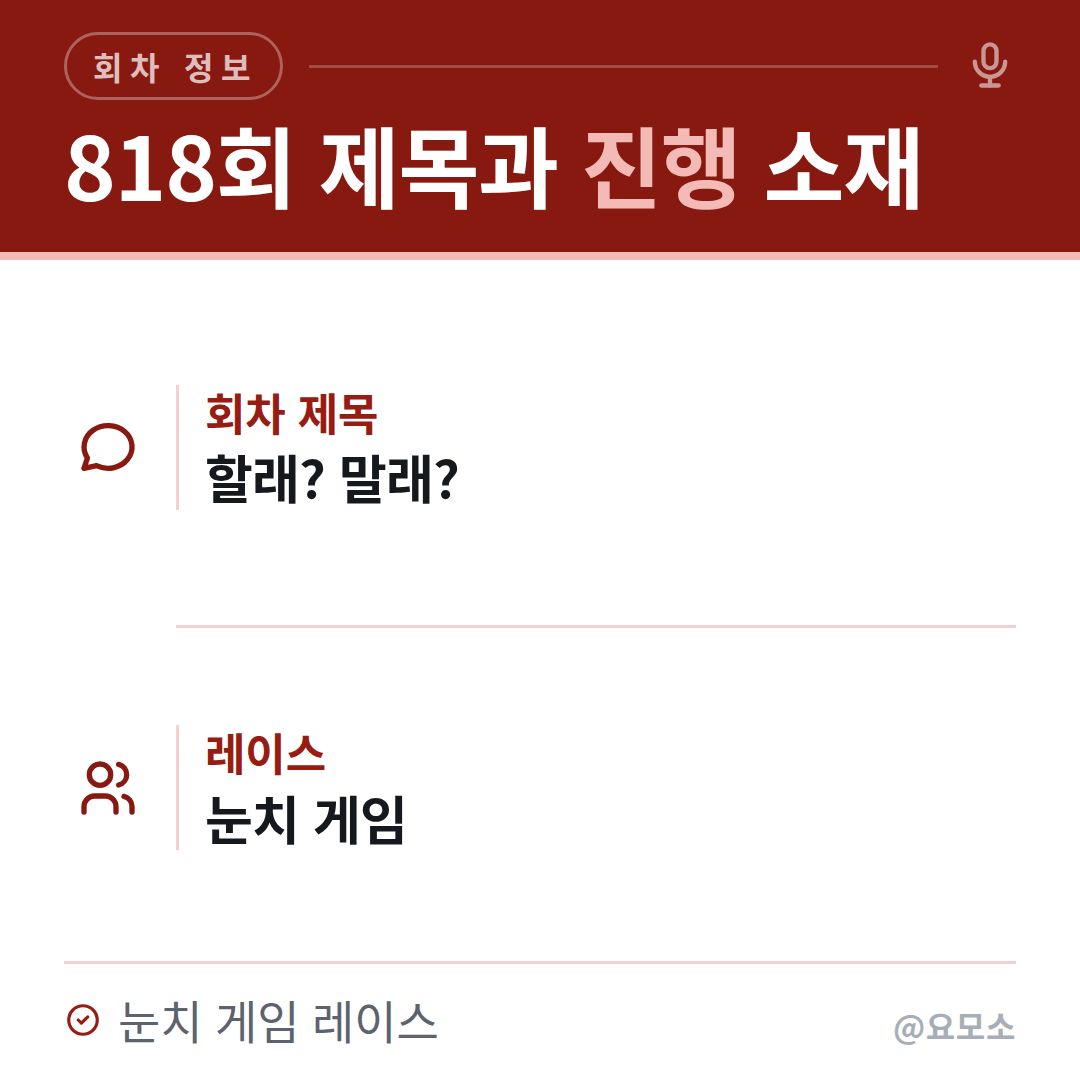 회차 정보
818회 제목과 진행 소재
회차 제목
할래? 말래?
레이스
눈치 게임
눈치 게임 레이스
@요모소